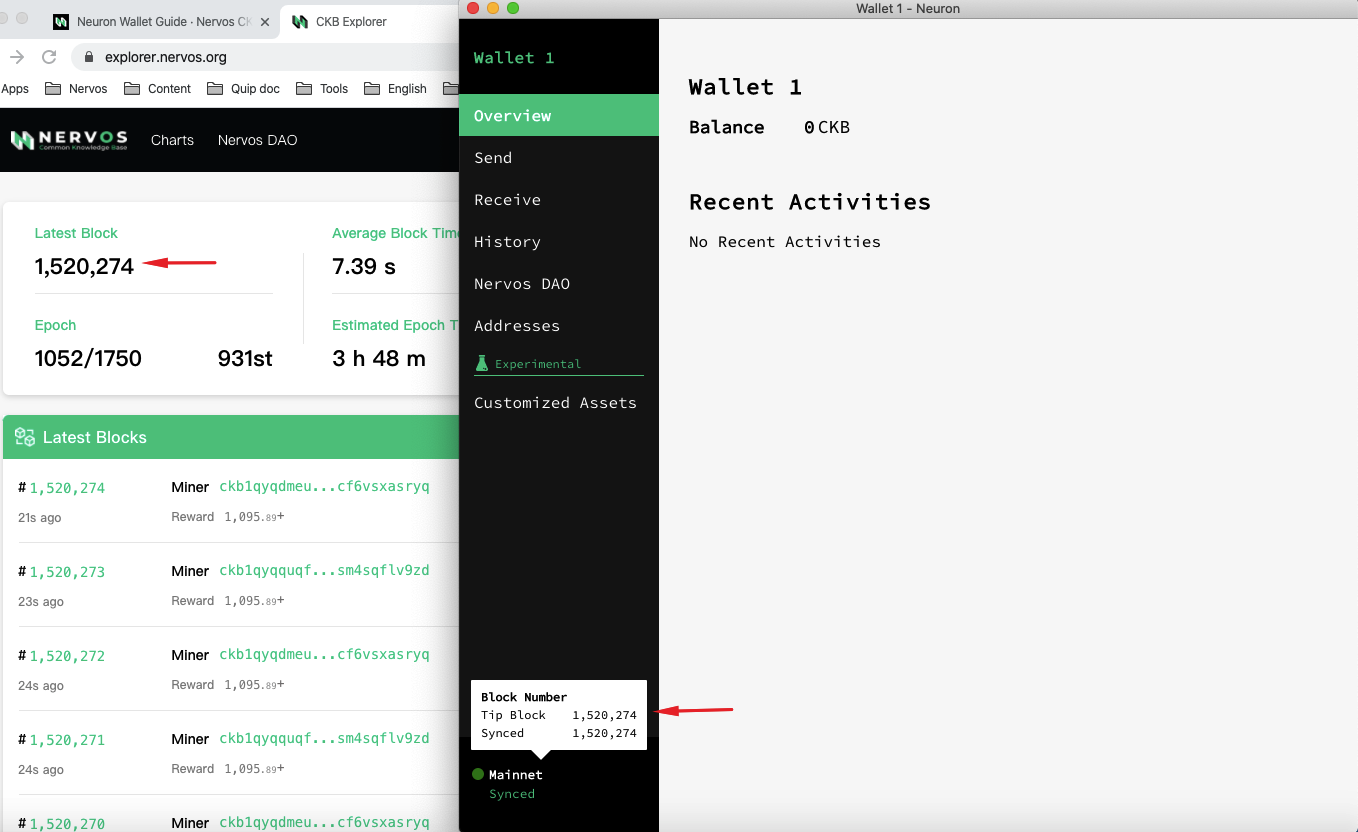 Neuron Wallet Guide · Nervos CK
CKB Explorer
explorer.nervos.org
Apps
Nervos
Content
Quip doc
Tools
English
NERVOS
Common Knowledge Base
Charts
Nervos DAO
Latest Block
1,520,274
Average Block Time
7.39 s
Epoch
1052/1750
931st
Estimated Epoch T
3 h 48 m
Latest Blocks
# 1,520,274
Miner ckb1qyqdmeu...cf6vsxasryq
21s ago
Reward 1,095.89+
# 1,520,273
Miner ckb1qyqquqf...sm4sqflv9zd
23s ago
Reward 1,095.89+
# 1,520,272
Miner ckb1qyqdmeu...cf6vsxasryq
24s ago
Reward 1,095.89+
# 1,520,271
Miner ckb1qyqquqf...sm4sqflv9zd
24s ago
Reward 1,095.89+
# 1,520,270
Miner ckb1qyqdmeu...cf6vsxasryq
Wallet 1 - Neuron
Wallet 1
Overview
Send
Receive
History
Nervos DAO
Addresses
Experimental
Customized Assets
Block Number
Tip Block 1,520,274
Synced 1,520,274
Mainnet
Synced
Wallet 1
Balance 0 CKB
Recent Activities
No Recent Activities